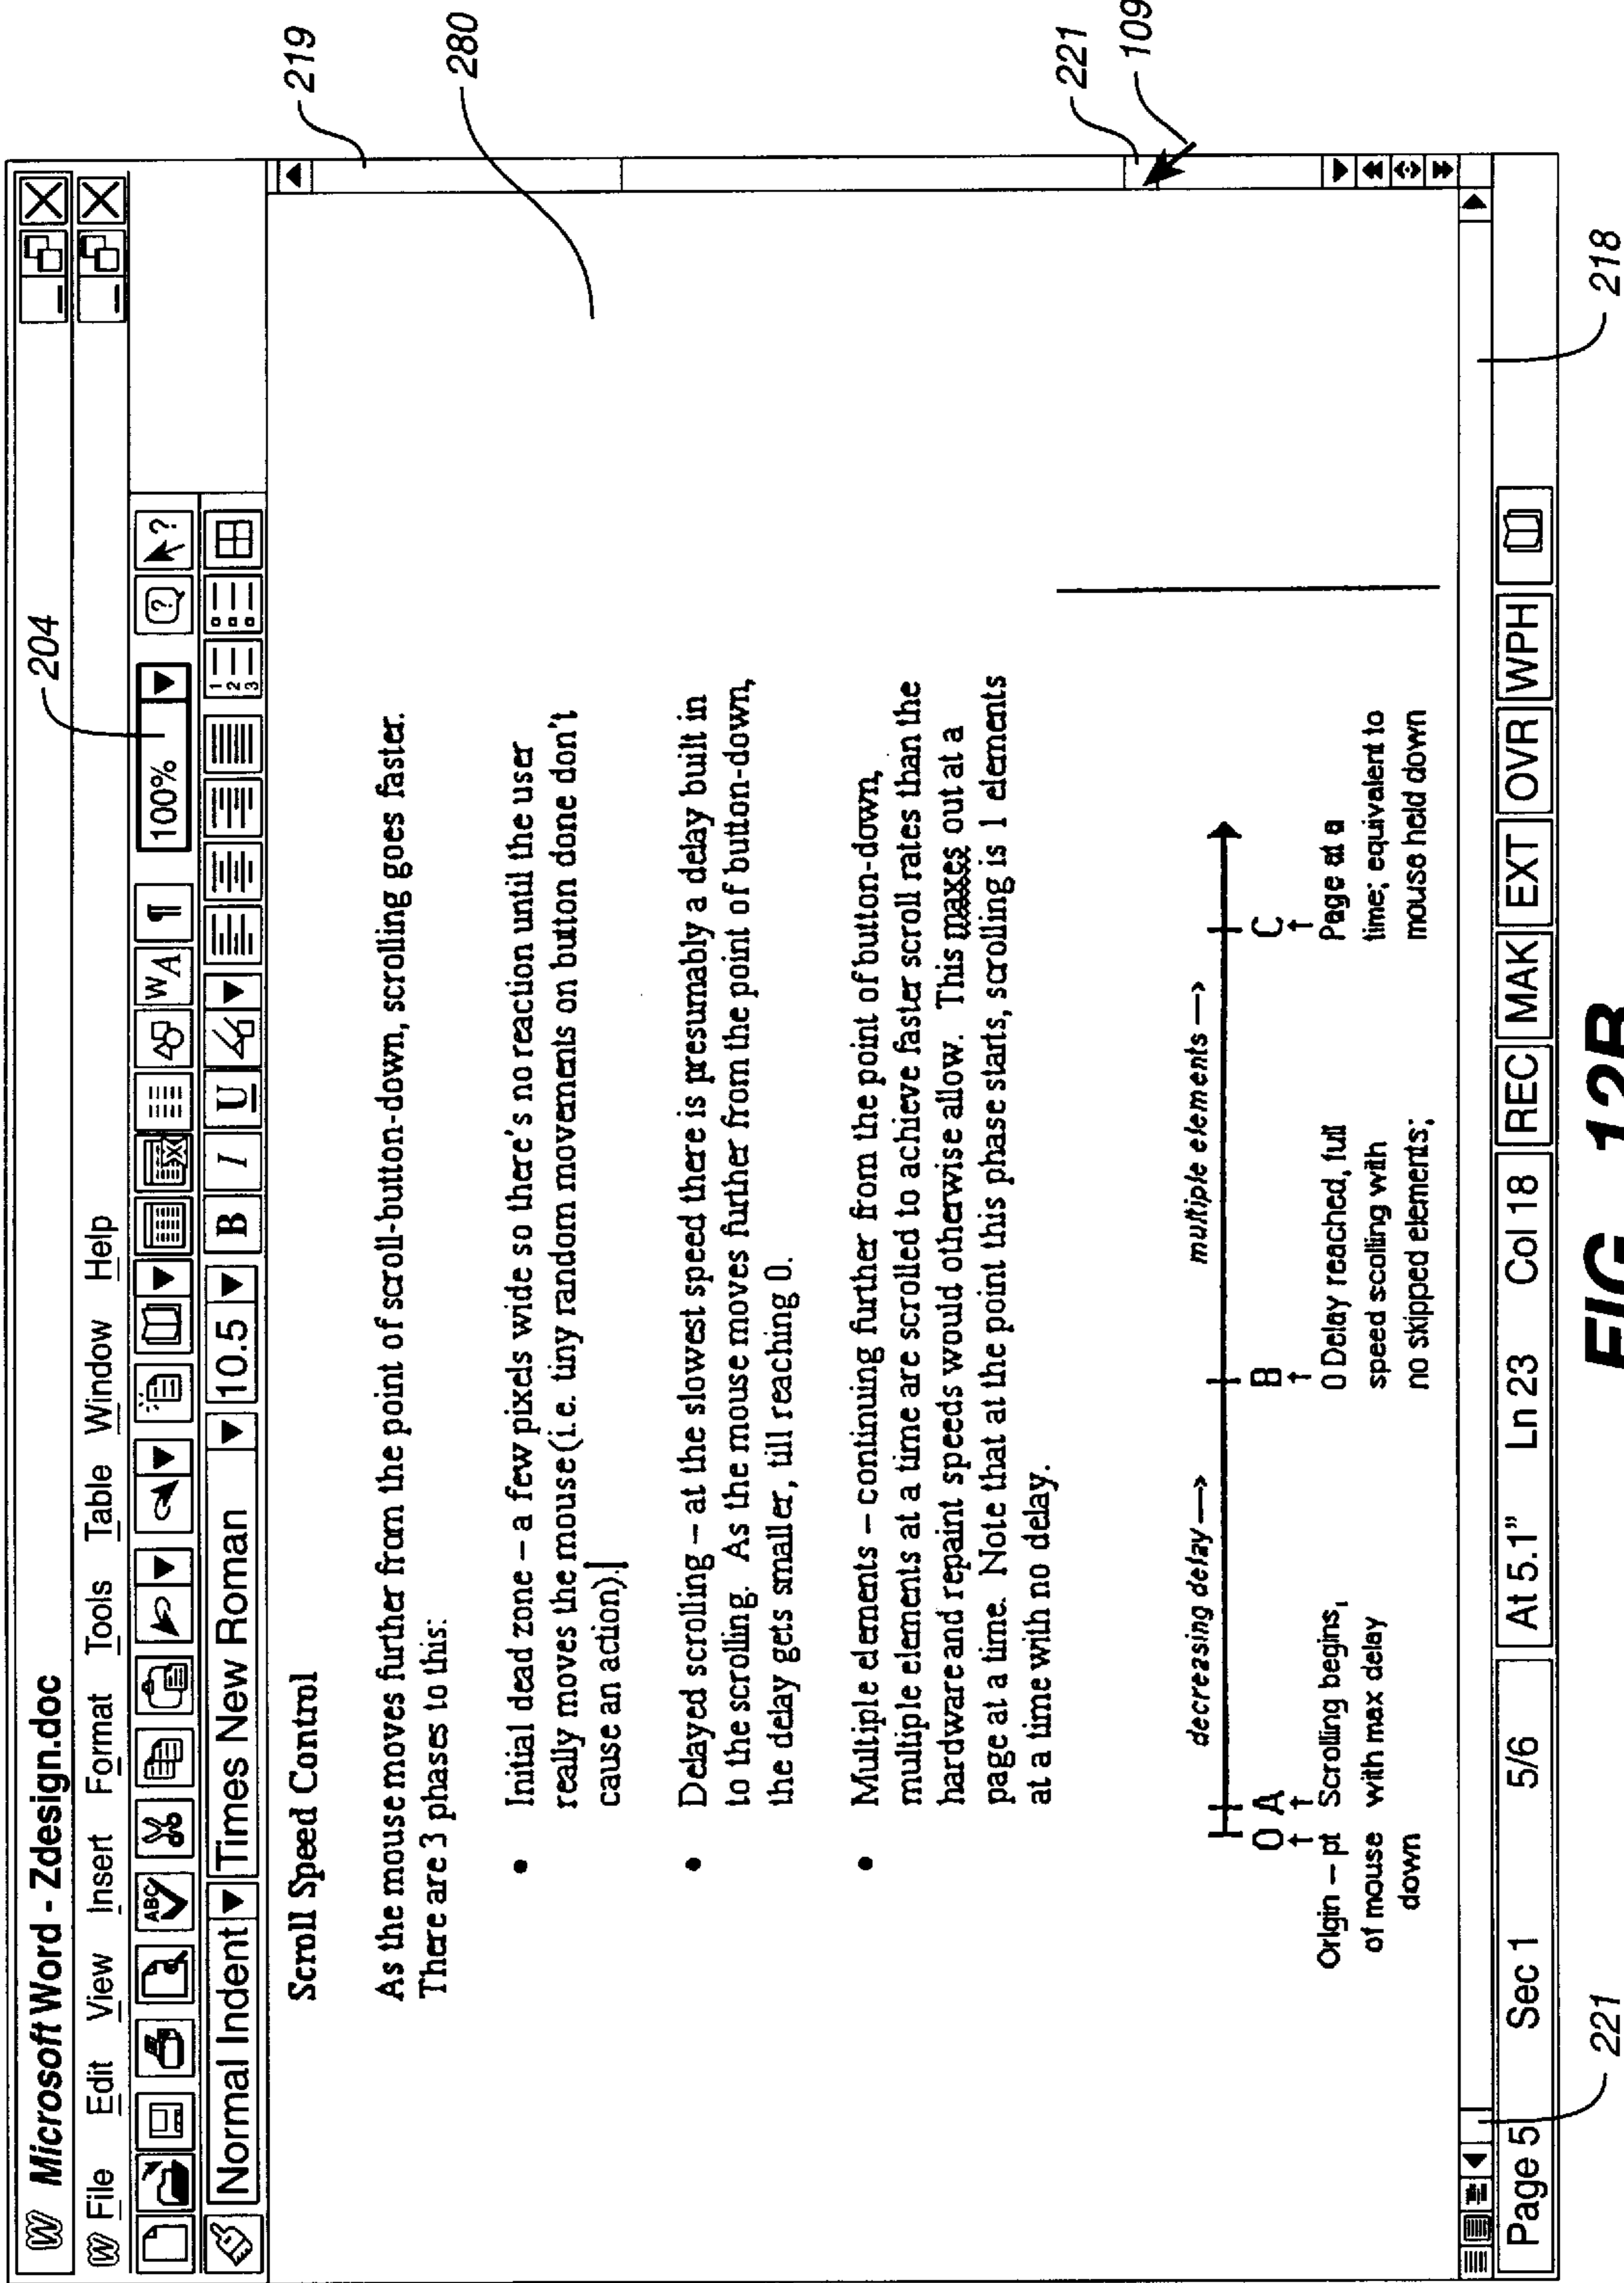 Microsoft Word - Zdesign.doc
204
File Edit View Insert Format Tools Table Window Help
ABC WA ¶ 100% ? ?
Normal Indent Times New Roman 10.5 B I U 1 2 3
219
280
Scroll Speed Control
As the mouse moves further from the point of scroll-button-down, scrolling goes faster.
There are 3 phases to this:
• Initial dead zone – a few pixels wide so there's no reaction until the user
really moves the mouse (i.e. tiny random movements on button done don't
cause an action).
• Delayed scrolling – at the slowest speed there is presumably a delay built in
to the scrolling. As the mouse moves further from the point of button-down,
the delay gets smaller, till reaching 0.
• Multiple elements – continuing further from the point of button-down,
multiple elements at a time are scrolled to achieve faster scroll rates than the
hardware and repaint speeds would otherwise allow. This maxes out at a
page at a time. Note that at the point this phase starts, scrolling is 1 elements
at a time with no delay.
221
109
decreasing delay —> multiple elements —>
O A B C
↑ ↑ ↑ ↑
Origin – pt Scrolling begins, 0 Delay reached, full Page at a
of mouse with max delay speed scolling with time; equivalent to
down no skipped elements; mouse held down
Page 5 Sec 1 5/6 At 5.1" Ln 23 Col 18 REC MAK EXT OVR WPH
221
218
FIG._12B